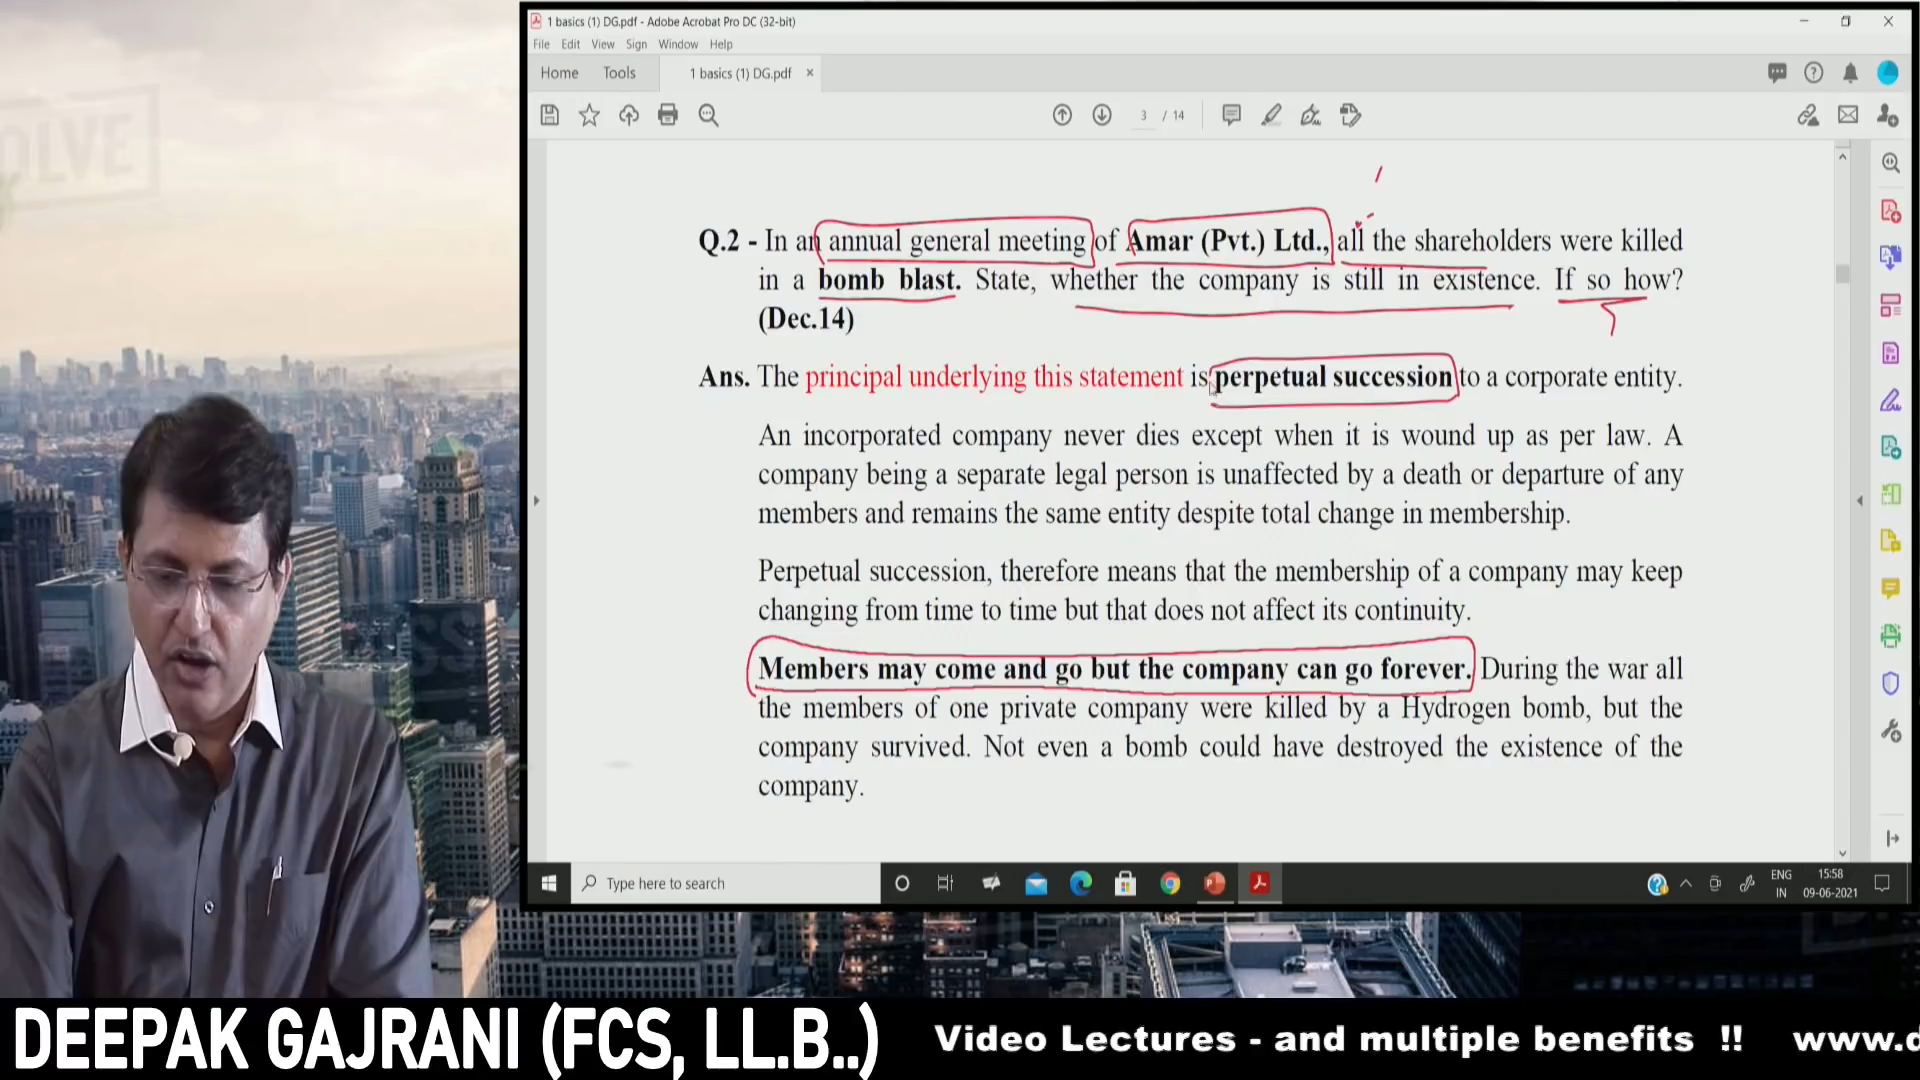 OLVE
1 basics (1) DG.pdf - Adobe Acrobat Pro DC (32-bit)
File Edit View Sign Window Help
Home Tools 1 basics (1) DG.pdf ×
3 / 14
Q.2 - In an annual general meeting of Amar (Pvt.) Ltd., all the shareholders were killed
in a bomb blast. State, whether the company is still in existence. If so how?
(Dec.14)
Ans. The principal underlying this statement is perpetual succession to a corporate entity.
An incorporated company never dies except when it is wound up as per law. A
company being a separate legal person is unaffected by a death or departure of any
members and remains the same entity despite total change in membership.
Perpetual succession, therefore means that the membership of a company may keep
changing from time to time but that does not affect its continuity.
Members may come and go but the company can go forever. During the war all
the members of one private company were killed by a Hydrogen bomb, but the
company survived. Not even a bomb could have destroyed the existence of the
company.
Type here to search
ENG
IN
15:58
09-06-2021
DEEPAK GAJRANI (FCS, LL.B..)
Video Lectures - and multiple benefits !! www.